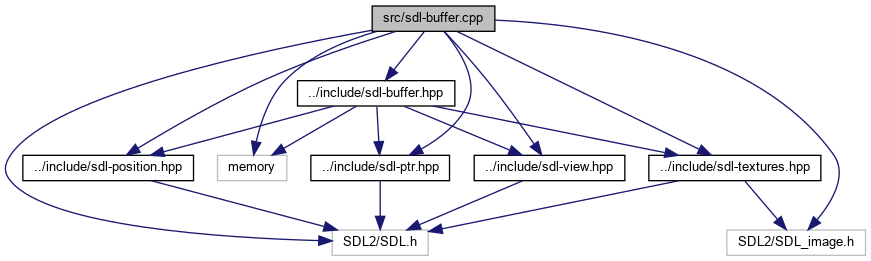 src/sdl-buffer.cpp
../include/sdl-buffer.hpp
../include/sdl-position.hpp
memory
../include/sdl-ptr.hpp
../include/sdl-view.hpp
../include/sdl-textures.hpp
SDL2/SDL.h
SDL2/SDL_image.h